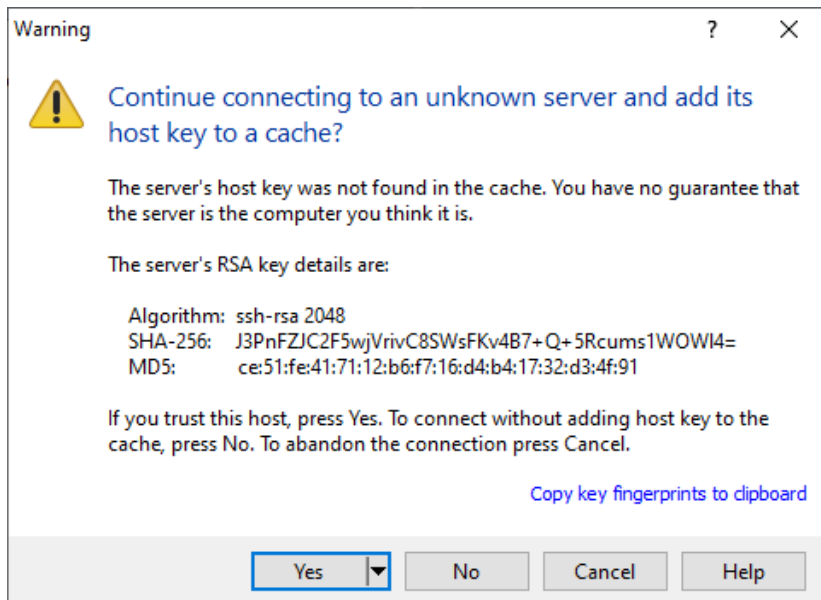 Warning
?
Continue connecting to an unknown server and add its
host key to a cache?
The server's host key was not found in the cache. You have no guarantee that
the server is the computer you think it is.
The server's RSA key details are:
Algorithm: ssh-rsa 2048
SHA-256: J3PnFZJC2F5wjVrivC8SWsFKv4B7+Q+5Rcums1WOWI4=
MD5: ce:51:fe:41:71:12:b6:f7:16:d4:b4:17:32:d3:4f:91
If you trust this host, press Yes. To connect without adding host key to the
cache, press No. To abandon the connection press Cancel.
Copy key fingerprints to clipboard
Yes No Cancel Help